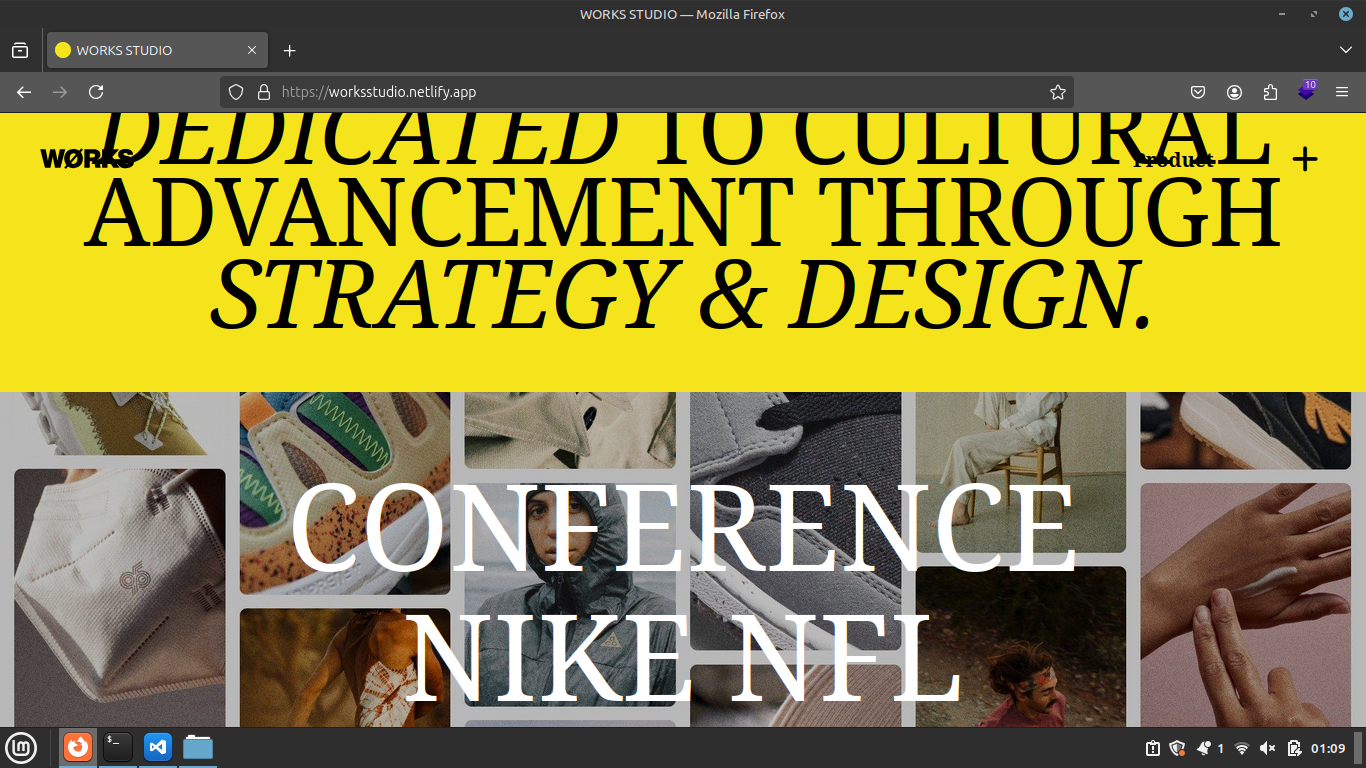 WORKS STUDIO — Mozilla Firefox
WORKS STUDIO
https://worksstudio.netlify.app
10
DEDICATED TO CULTURAL
WØRKS
Product
ADVANCEMENT THROUGH
STRATEGY & DESIGN.
CONFERENCE
NIKE NFL
1
01:09